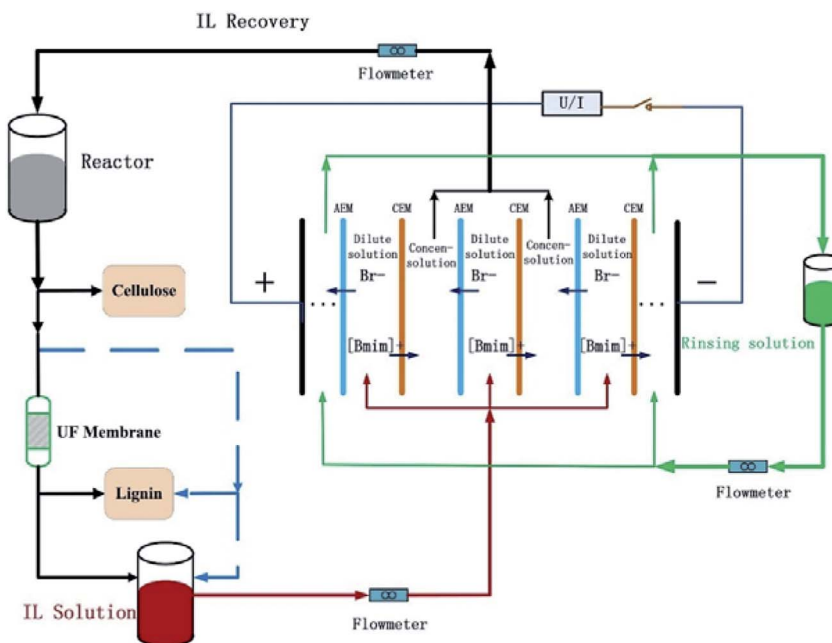 IL Recovery
Flowmeter
U/I
Reactor
AEM
CEM
AEM
CEM
AEM
CEM
Dilute
solution
Concen-
solution
Dilute
solution
Concen-
solution
Dilute
solution
Br-
Br-
Br-
+
...
...
−
Cellulose
[Bmim]+
[Bmim]+
[Bmim]+
Rinsing solution
UF Membrane
Lignin
Flowmeter
IL Solution
Flowmeter